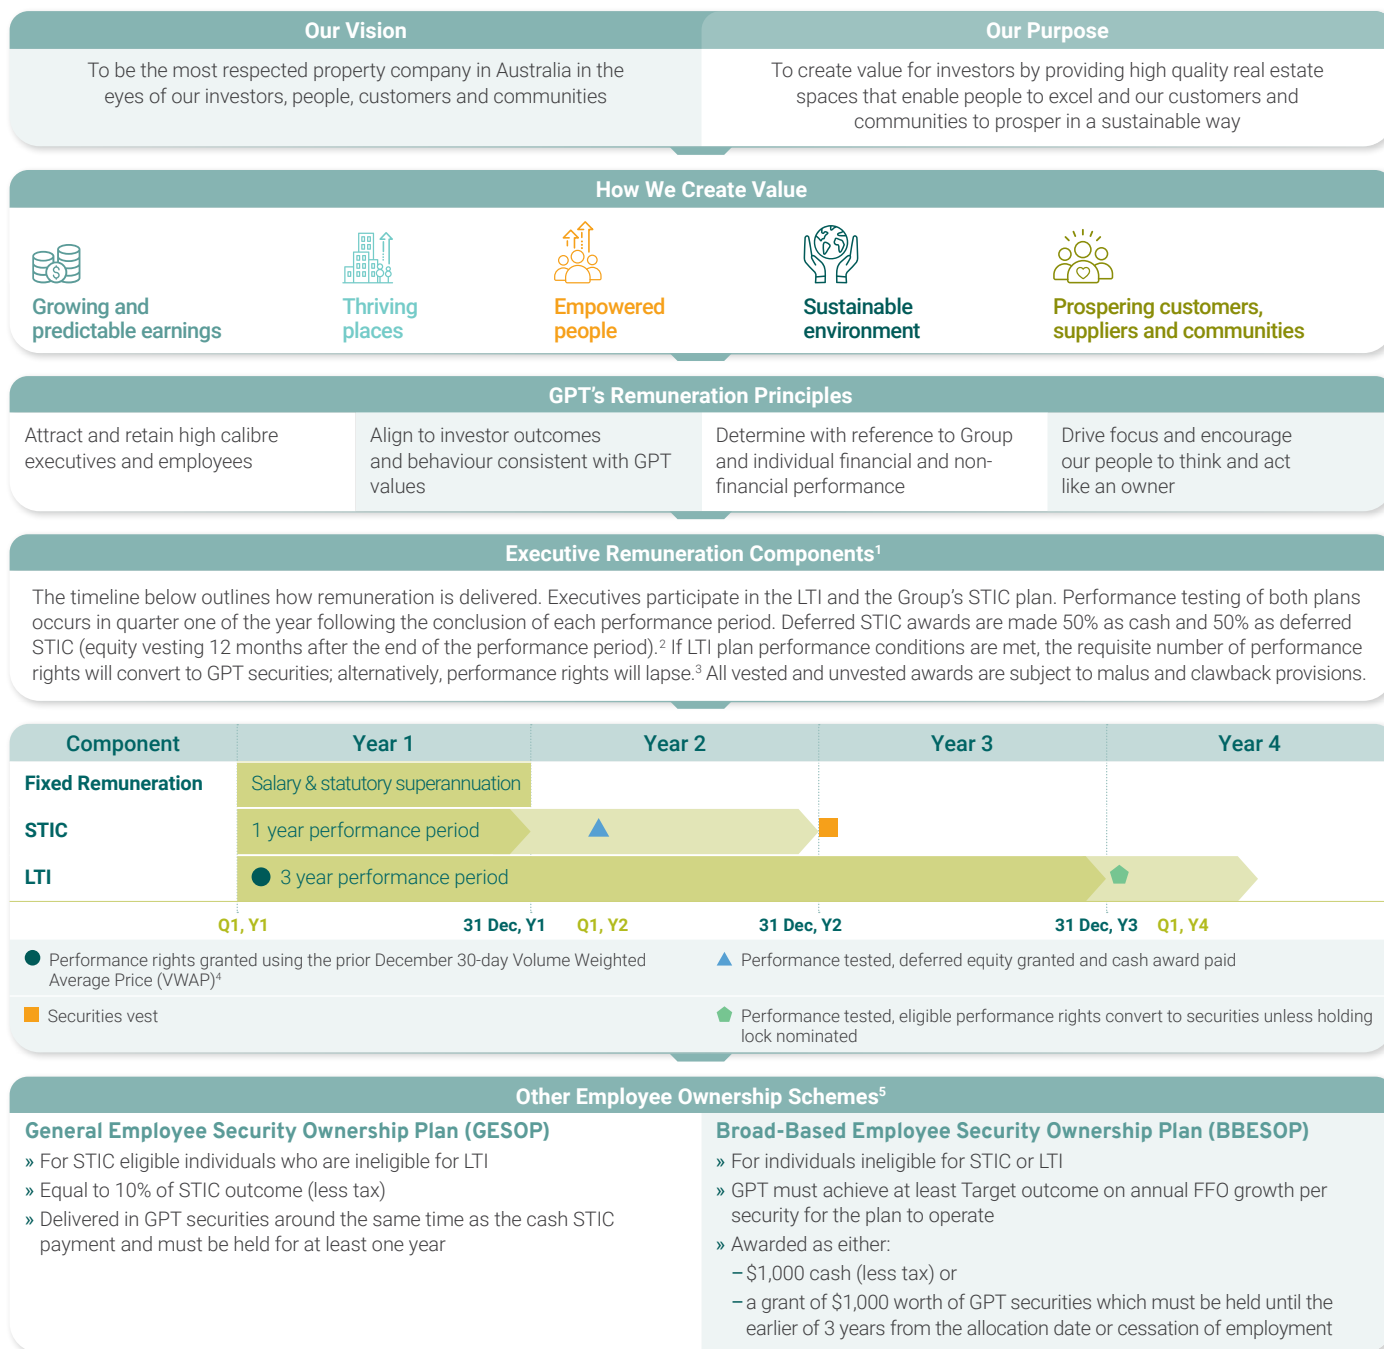 Our Vision
To be the most respected property company in Australia in the
eyes of our investors, people, customers and communities
Our Purpose
To create value for investors by providing high quality real estate
spaces that enable people to excel and our customers and
communities to prosper in a sustainable way
How We Create Value
$
Growing and
predictable earnings
Thriving
places
Empowered
people
Sustainable
environment
Prospering customers,
suppliers and communities
GPT’s Remuneration Principles
Attract and retain high calibre
executives and employees
Align to investor outcomes
and behaviour consistent with GPT
values
Determine with reference to Group
and individual financial and non-
financial performance
Drive focus and encourage
our people to think and act
like an owner
Executive Remuneration Components¹
The timeline below outlines how remuneration is delivered. Executives participate in the LTI and the Group’s STIC plan. Performance testing of both plans
occurs in quarter one of the year following the conclusion of each performance period. Deferred STIC awards are made 50% as cash and 50% as deferred
STIC (equity vesting 12 months after the end of the performance period).² If LTI plan performance conditions are met, the requisite number of performance
rights will convert to GPT securities; alternatively, performance rights will lapse.³ All vested and unvested awards are subject to malus and clawback provisions.
Component Year 1 Year 2 Year 3 Year 4
Fixed Remuneration Salary & statutory superannuation
STIC 1 year performance period
LTI 3 year performance period
Q1, Y1 31 Dec, Y1 Q1, Y2 31 Dec, Y2 31 Dec, Y3 Q1, Y4
Performance rights granted using the prior December 30-day Volume Weighted
Average Price (VWAP)⁴
Performance tested, deferred equity granted and cash award paid
Securities vest
Performance tested, eligible performance rights convert to securities unless holding
lock nominated
Other Employee Ownership Schemes⁵
General Employee Security Ownership Plan (GESOP)
» For STIC eligible individuals who are ineligible for LTI
» Equal to 10% of STIC outcome (less tax)
» Delivered in GPT securities around the same time as the cash STIC
payment and must be held for at least one year
Broad-Based Employee Security Ownership Plan (BBESOP)
» For individuals ineligible for STIC or LTI
» GPT must achieve at least Target outcome on annual FFO growth per
security for the plan to operate
» Awarded as either:
– $1,000 cash (less tax) or
– a grant of $1,000 worth of GPT securities which must be held until the
earlier of 3 years from the allocation date or cessation of employment